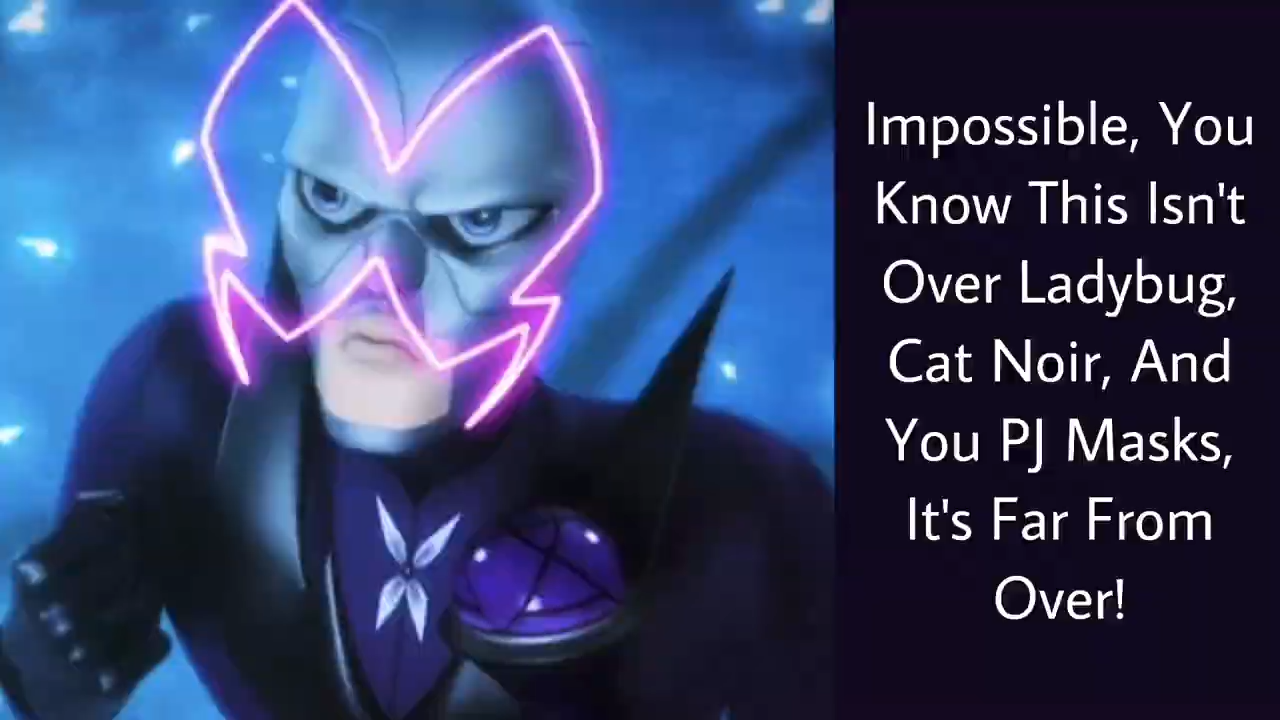 Impossible, You
Know This Isn't
Over Ladybug,
Cat Noir, And
You PJ Masks,
It's Far From
Over!